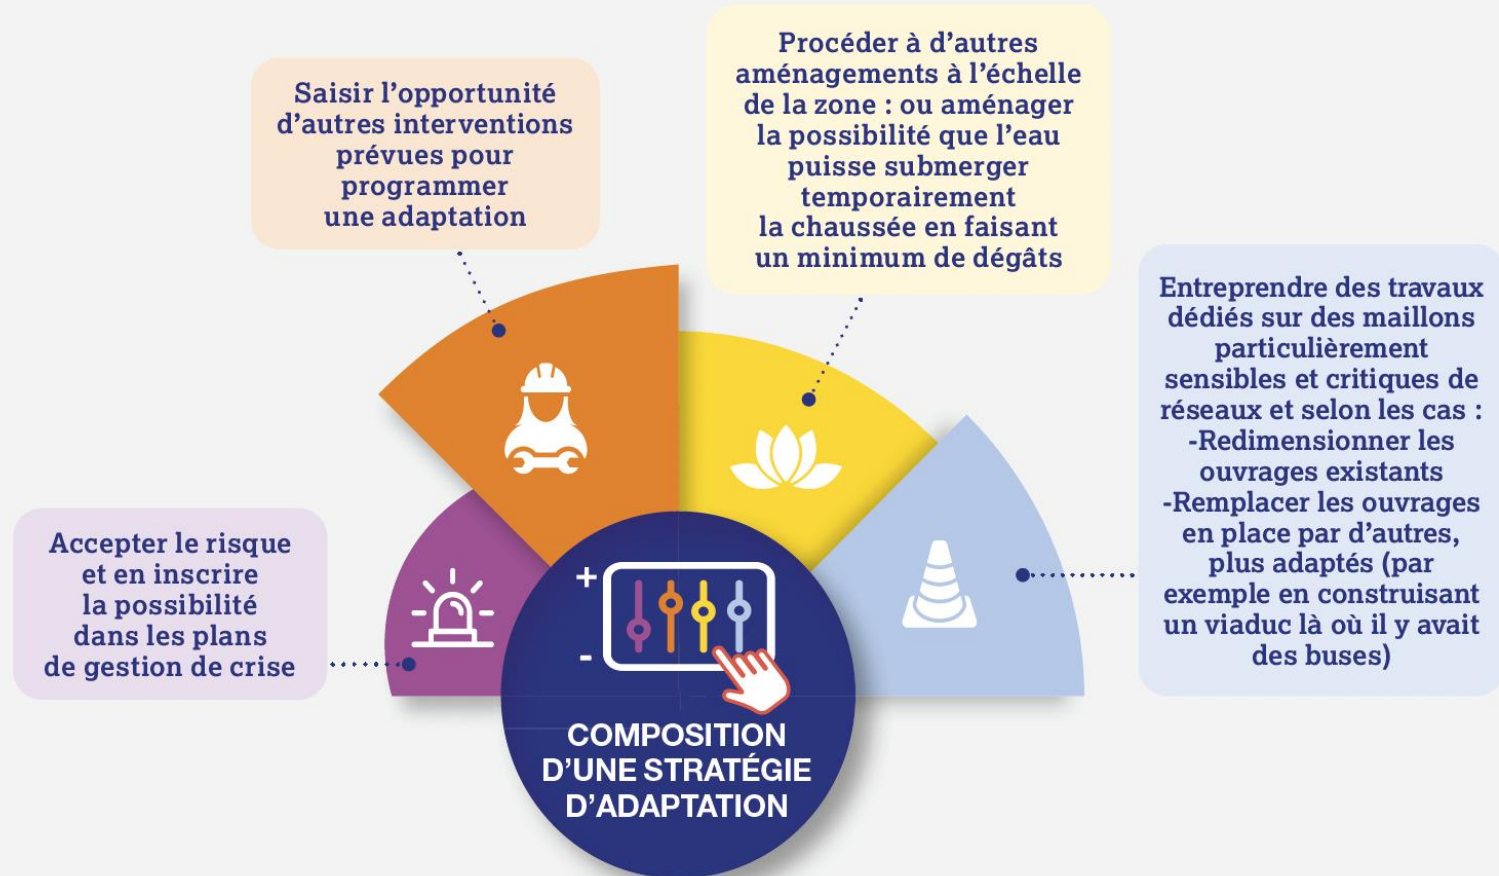 Saisir l’opportunité
d’autres interventions
prévues pour
programmer
une adaptation
Procéder à d’autres
aménagements à l’échelle
de la zone : ou aménager
la possibilité que l’eau
puisse submerger
temporairement
la chaussée en faisant
un minimum de dégâts
Entreprendre des travaux
dédiés sur des maillons
particulièrement
sensibles et critiques de
réseaux et selon les cas :
-Redimensionner les
ouvrages existants
-Remplacer les ouvrages
en place par d’autres,
plus adaptés (par
exemple en construisant
un viaduc là où il y avait
des buses)
Accepter le risque
et en inscrire
la possibilité
dans les plans
de gestion de crise
+
-
COMPOSITION
D’UNE STRATÉGIE
D’ADAPTATION